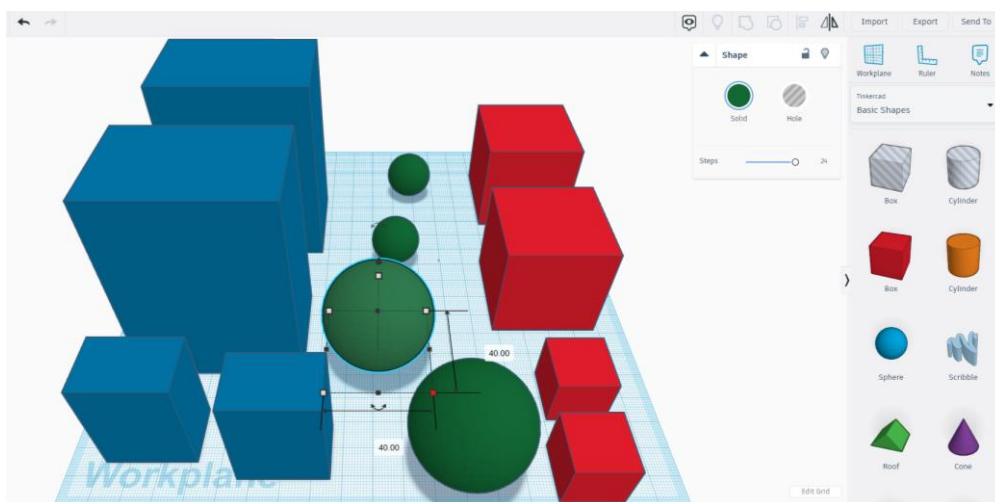 Import Export Send To
Shape
Workplane Ruler Notes
Solid Hole
Tinkercad
Basic Shapes
Steps 24
Box Cylinder
Box Cylinder
40.00
Sphere Scribble
40.00
Roof Cone
Workplane
Edit Grid